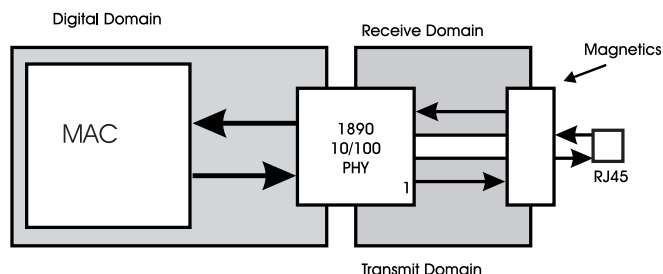 Digital Domain
Receive Domain
Magnetics
MAC
1890
10/100
PHY
1
RJ45
Transmit Domain